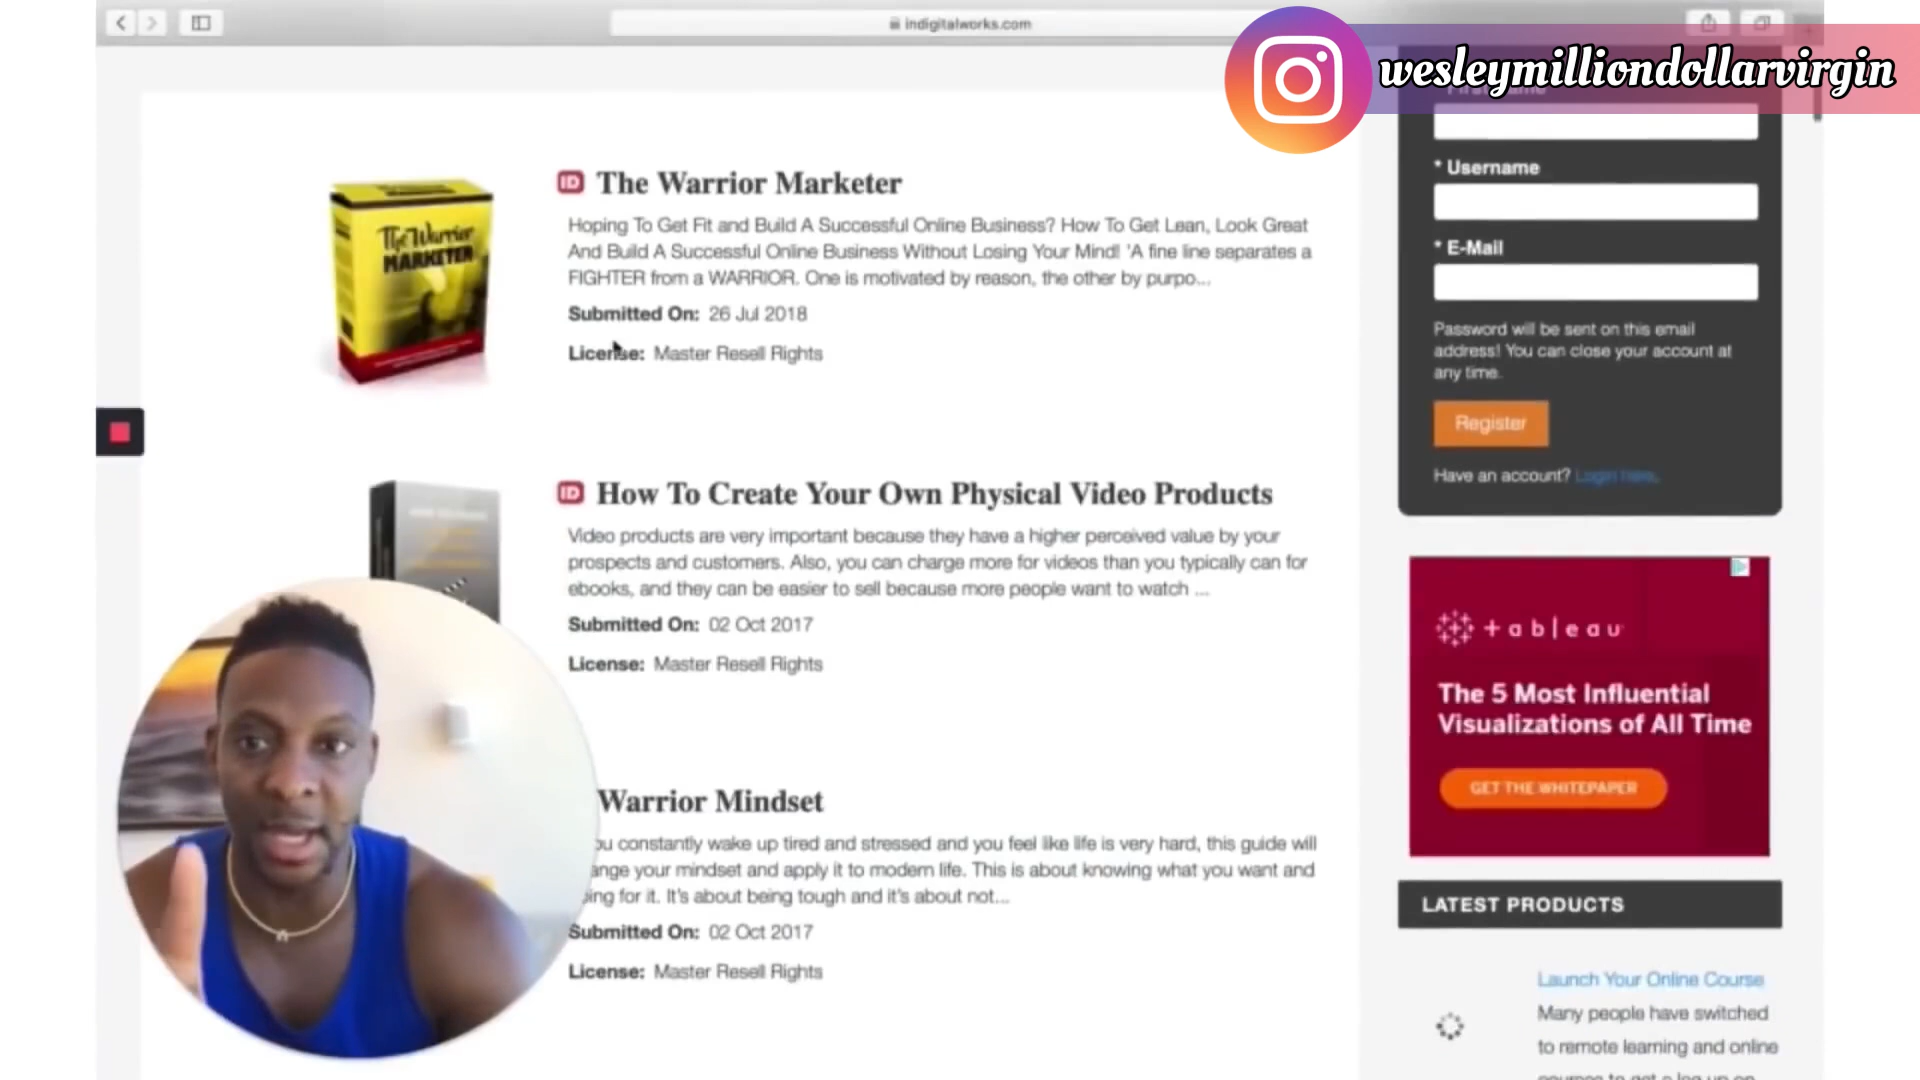 indigitalworks.com
wesleymilliondollarvirgin
The Warrior Marketer
Hoping To Get Fit and Build A Successful Online Business? How To Get Lean, Look Great
And Build A Successful Online Business Without Losing Your Mind! 'A fine line separates a
FIGHTER from a WARRIOR. One is motivated by reason, the other by purpo...
Submitted On: 26 Jul 2018
License: Master Resell Rights
The Warrior
MARKETER
ID
How To Create Your Own Physical Video Products
Video products are very important because they have a higher perceived value by your
prospects and customers. Also, you can charge more for videos than you typically can for
ebooks, and they can be easier to sell because more people want to watch ...
Submitted On: 02 Oct 2017
License: Master Resell Rights
ID
Warrior Mindset
ou constantly wake up tired and stressed and you feel like life is very hard, this guide will
ange your mindset and apply it to modern life. This is about knowing what you want and
ing for it. It's about being tough and it's about not...
Submitted On: 02 Oct 2017
License: Master Resell Rights
* Username
* E-Mail
Password will be sent on this email
address! You can close your account at
any time.
Register
Have an account? Login here.
+ableau
The 5 Most Influential
Visualizations of All Time
GET THE WHITEPAPER
LATEST PRODUCTS
Launch Your Online Course
Many people have switched
to remote learning and online